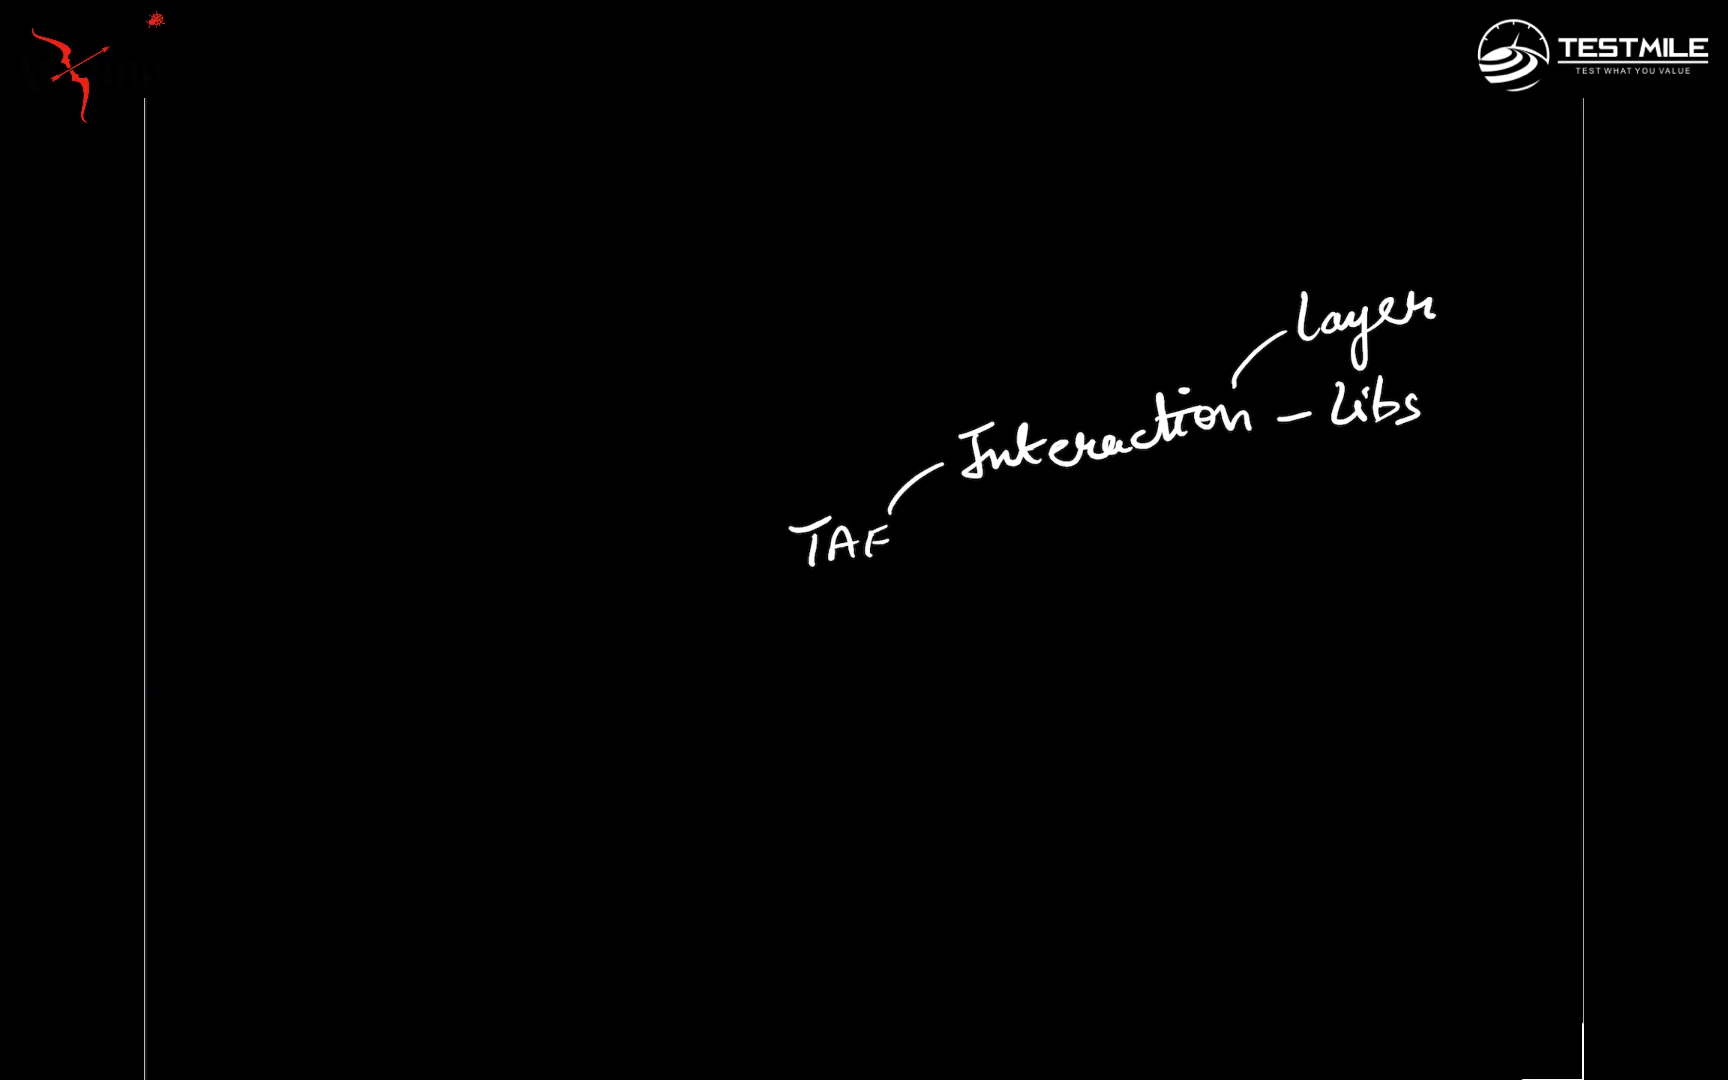 TESTMILE
TEST WHAT YOU VALUE
Layer
Interaction - Libs
TAF